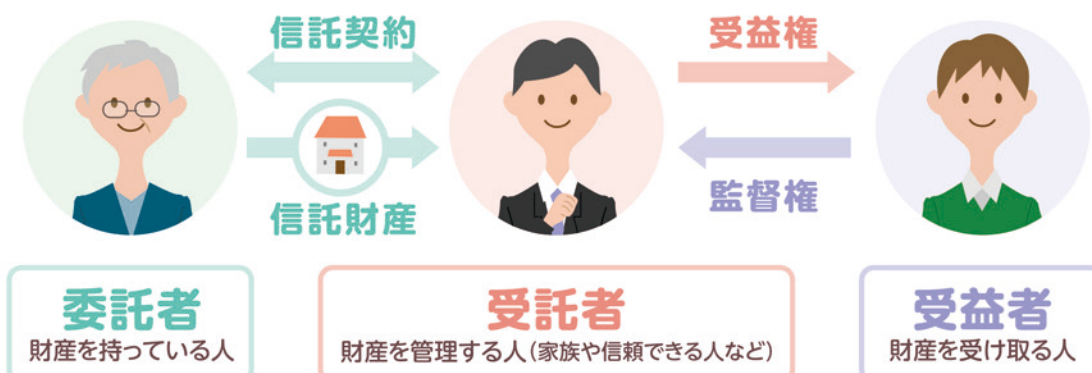 信託契約
受益権
信託財産
監督権
委託者
財産を持っている人
受託者
財産を管理する人(家族や信頼できる人など)
受益者
財産を受け取る人